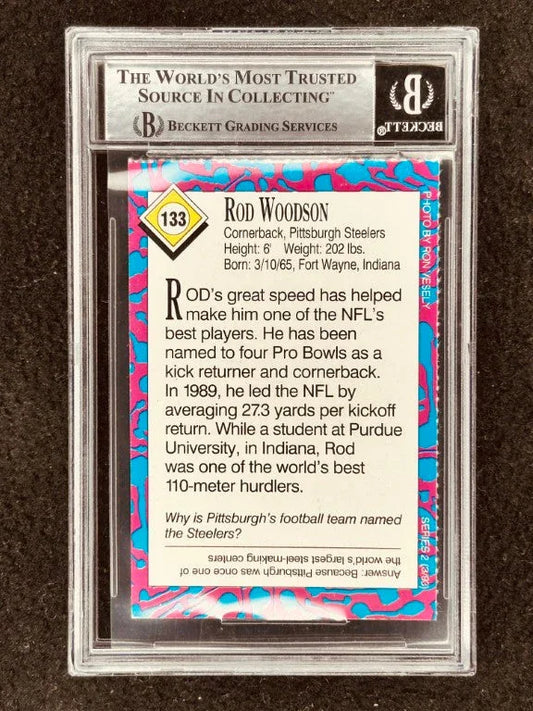 THE WORLD'S MOST TRUSTED
SOURCE IN COLLECTING™
BECKETT GRADING SERVICES
BECKETT®
133
ROD WOODSON
Cornerback, Pittsburgh Steelers
Height: 6' Weight: 202 lbs.
Born: 3/10/65, Fort Wayne, Indiana
PHOTO BY RON VESELY
ROD's great speed has helped
make him one of the NFL's
best players. He has been
named to four Pro Bowls as a
kick returner and cornerback.
In 1989, he led the NFL by
averaging 27.3 yards per kickoff
return. While a student at Purdue
University, in Indiana, Rod
was one of the world's best
110-meter hurdlers.
Why is Pittsburgh's football team named
the Steelers?
Answer: Because Pittsburgh was once one of
the world's largest steel-making centers
SERIES 2